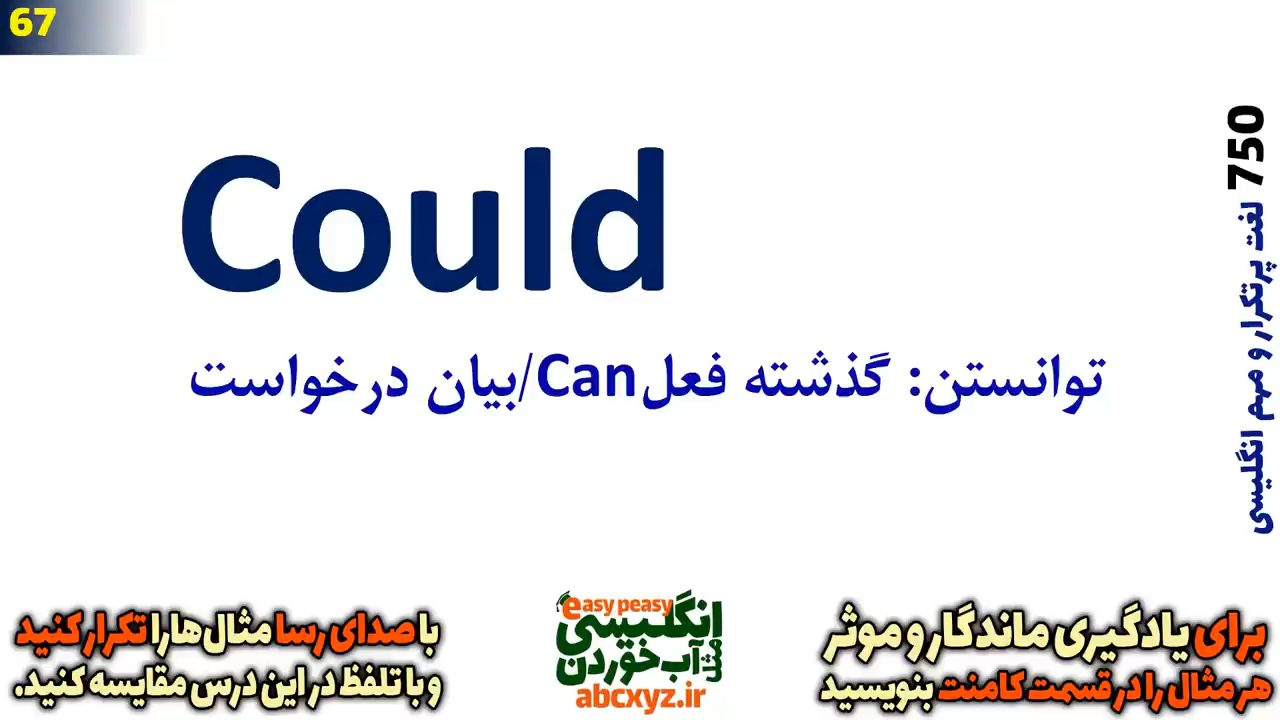 67
Could
توانستن: گذشته فعلCan/بیان درخواست
750 لغت پرتکرار و مهم انگلیسی
با صدای رسا مثال‌ها را تکرار کنید
و با تلفظ در این درس مقایسه کنید.
easy peasy
انگلیسی
مثل آب خوردن
abcxyz.ir
برای یادگیری ماندگار و موثر
هر مثال را در قسمت کامنت بنویسید